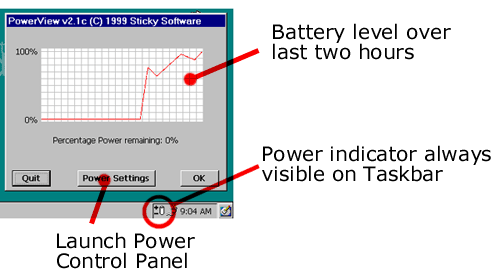 PowerView v2.1c (C) 1999 Sticky Software
100%
0%
Percentage Power remaining: 0%
Quit
Power Settings
OK
9:04 AM
Battery level over
last two hours
Power indicator always
visible on Taskbar
Launch Power
Control Panel